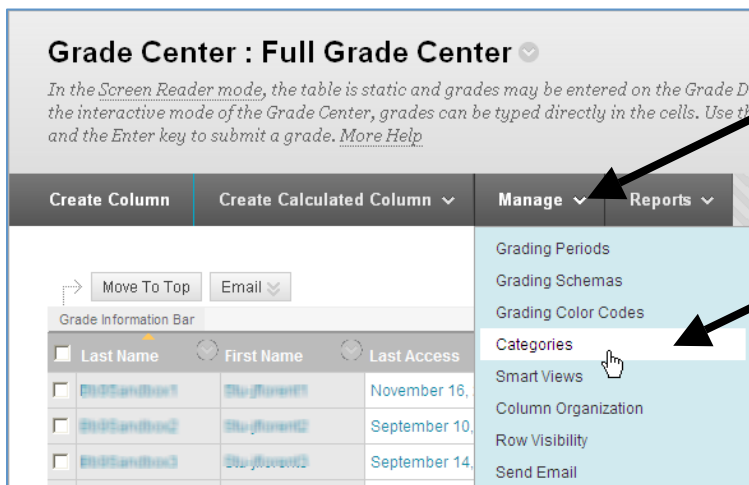 Grade Center : Full Grade Center
In the Screen Reader mode, the table is static and grades may be entered on the Grade D
the interactive mode of the Grade Center, grades can be typed directly in the cells. Use th
and the Enter key to submit a grade. More Help
Create Column Create Calculated Column Manage Reports
Grading Periods
Grading Schemas
Grading Color Codes
Categories
Smart Views
Column Organization
Row Visibility
Send Email
Move To Top Email
Grade Information Bar
Last Name First Name Last Access
November 16,
September 10,
September 14,